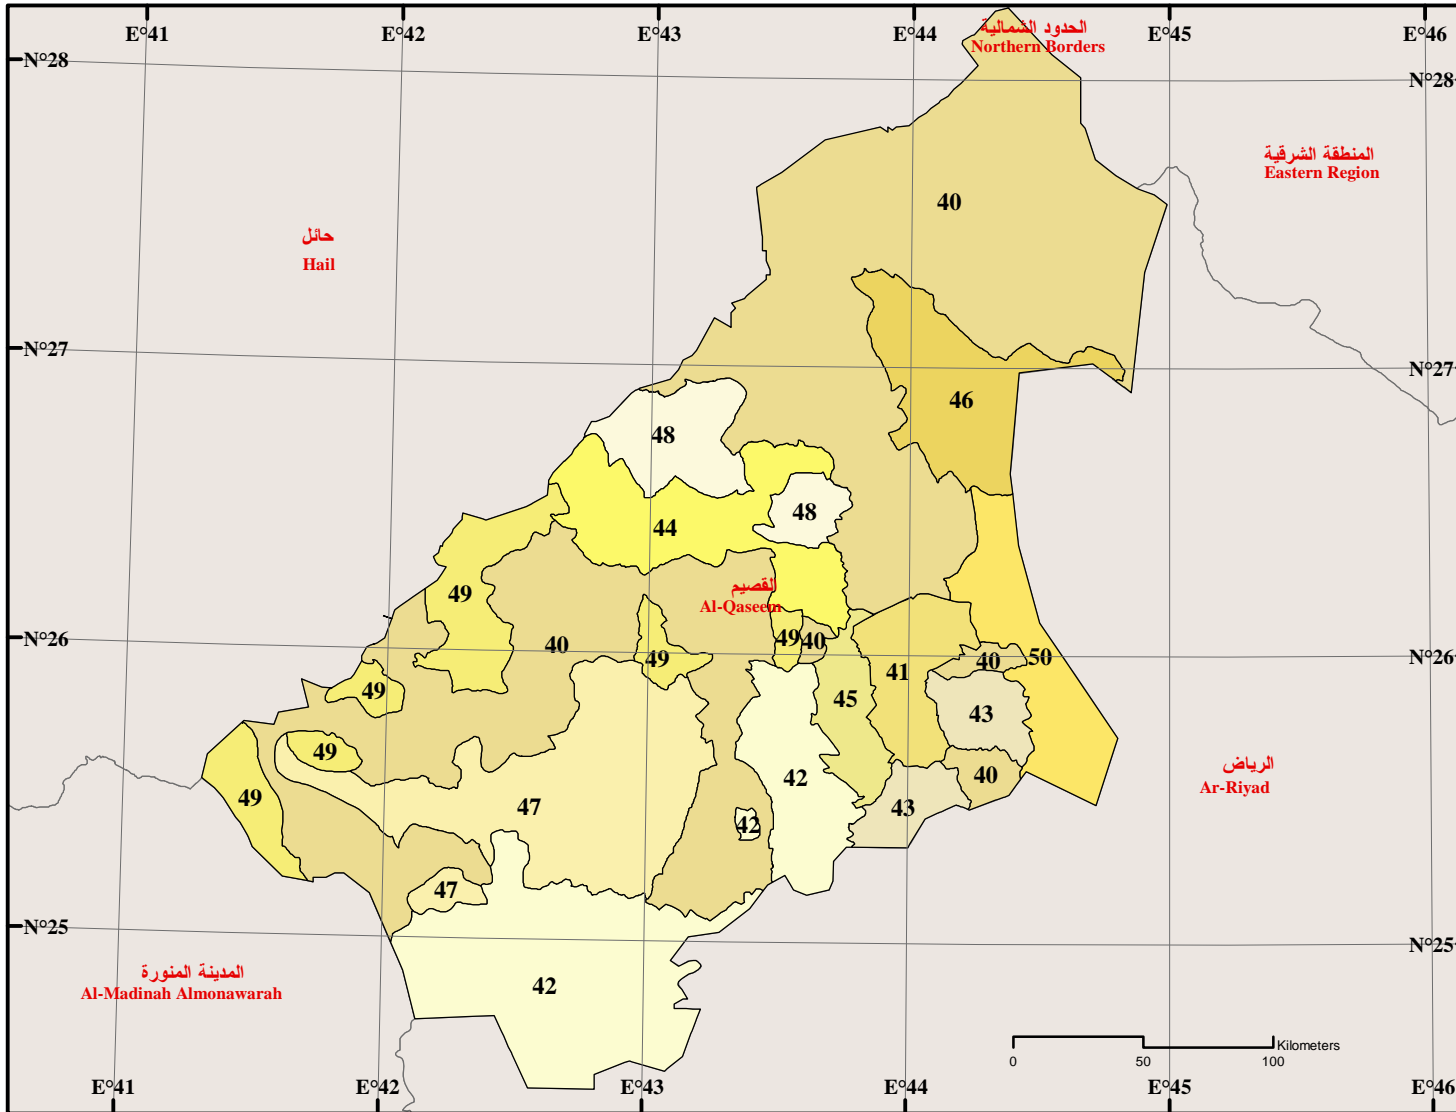 الحدود الشمالية
E°41 E°42 E°43 E°44 E°45 E°46
Northern Borders
N°28 N°28
المنطقة الشرقية
Eastern Region
40
حائل
Hail
N°27 N°27
46
48
48
44
القصيم
Al-Qaseem
49
49 40
N°26 40 49 40 50 N°26
41
49
45
43
49
الرياض
Ar-Riyad
42 40
49
47 43
42
47
N°25 N°25
المدينة المنورة
Al-Madinah Almonawarah
42
Kilometers
0 50 100
E°41 E°42 E°43 E°44 E°45 E°46